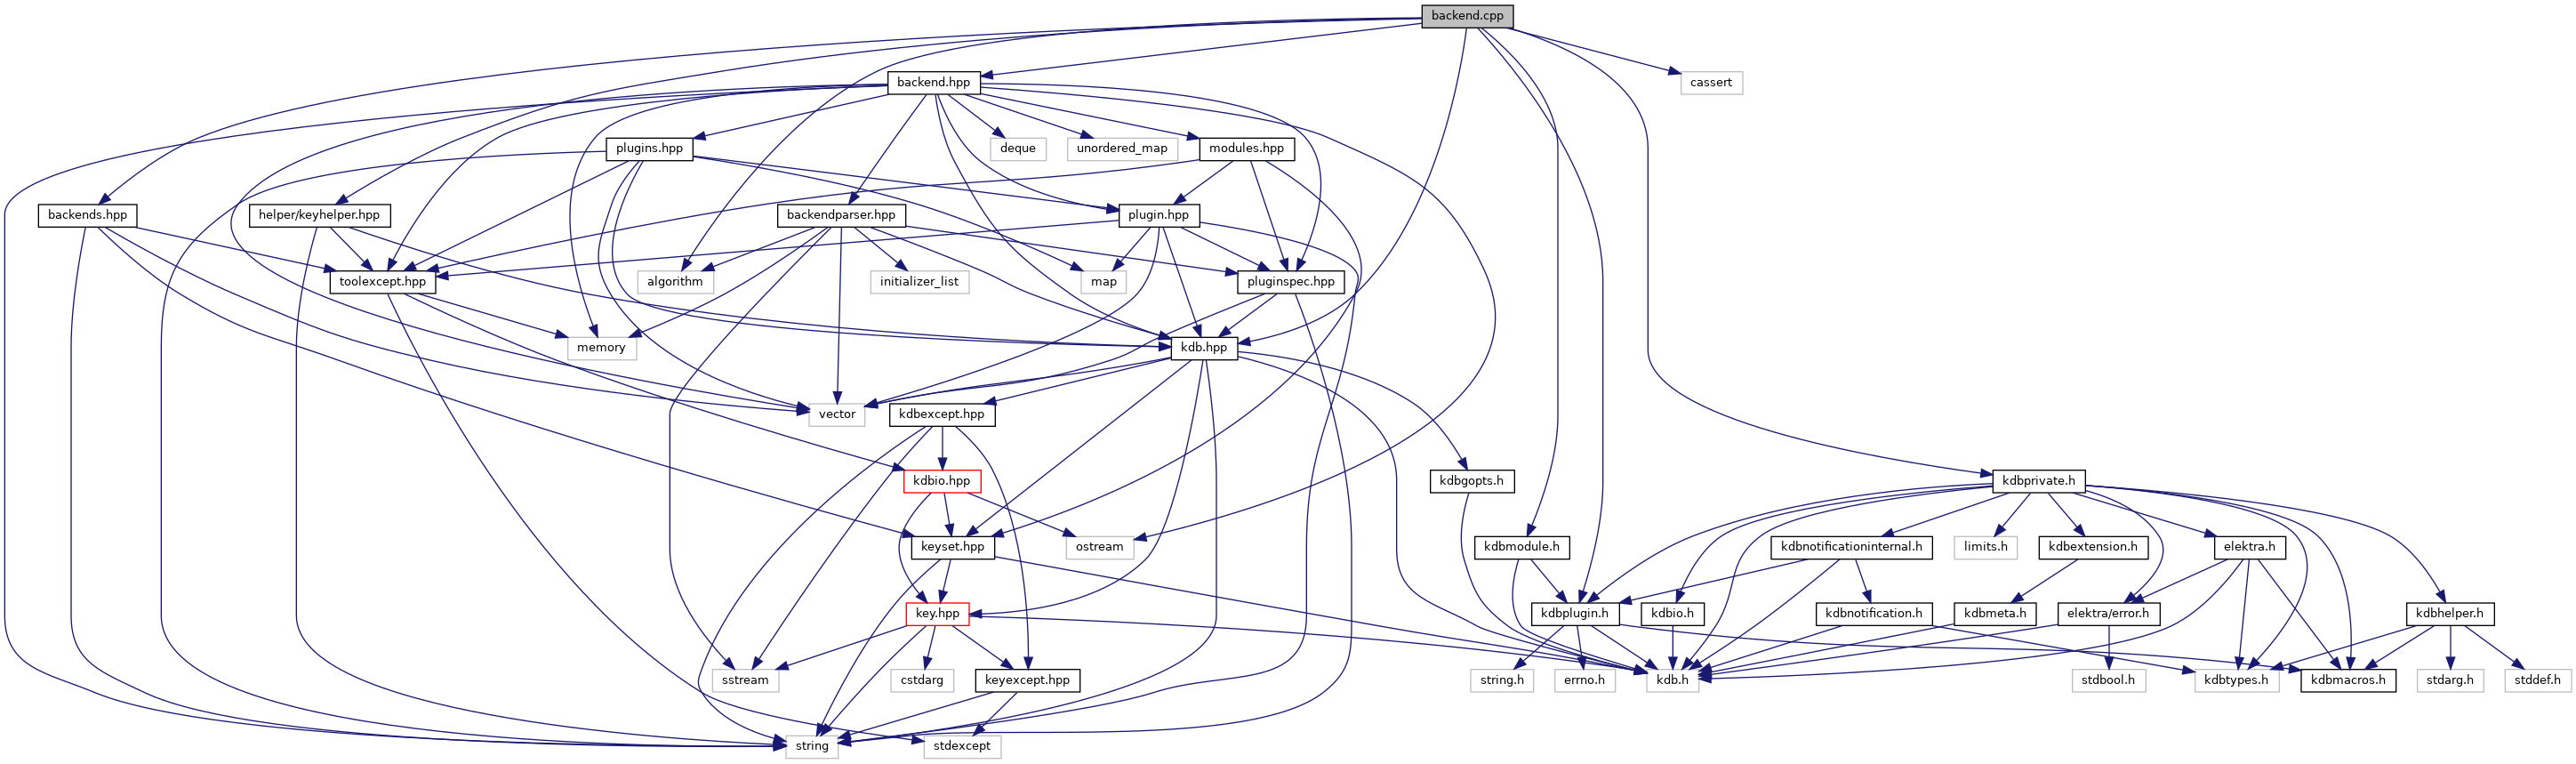 backend.cpp
backend.hpp
cassert
plugins.hpp
deque
unordered_map
modules.hpp
backends.hpp
helper/keyhelper.hpp
backendparser.hpp
plugin.hpp
toolexcept.hpp
algorithm
initializer_list
map
pluginspec.hpp
memory
kdb.hpp
vector
kdbexcept.hpp
kdbio.hpp
kdbgopts.h
kdbprivate.h
keyset.hpp
ostream
kdbmodule.h
kdbnotificationinternal.h
limits.h
kdbextension.h
elektra.h
key.hpp
kdbplugin.h
kdbio.h
kdbnotification.h
kdbmeta.h
elektra/error.h
kdbhelper.h
sstream
cstdarg
keyexcept.hpp
string.h
errno.h
kdb.h
stdbool.h
kdbtypes.h
kdbmacros.h
stdarg.h
stddef.h
string
stdexcept